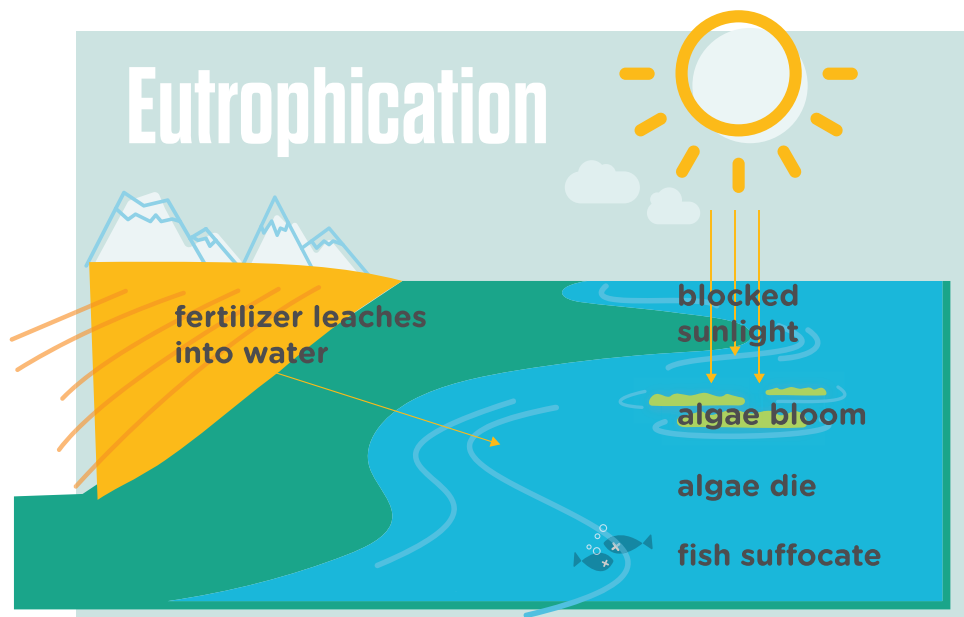 Eutrophication
fertilizer leaches
into water
blocked
sunlight
algae bloom
algae die
fish suffocate